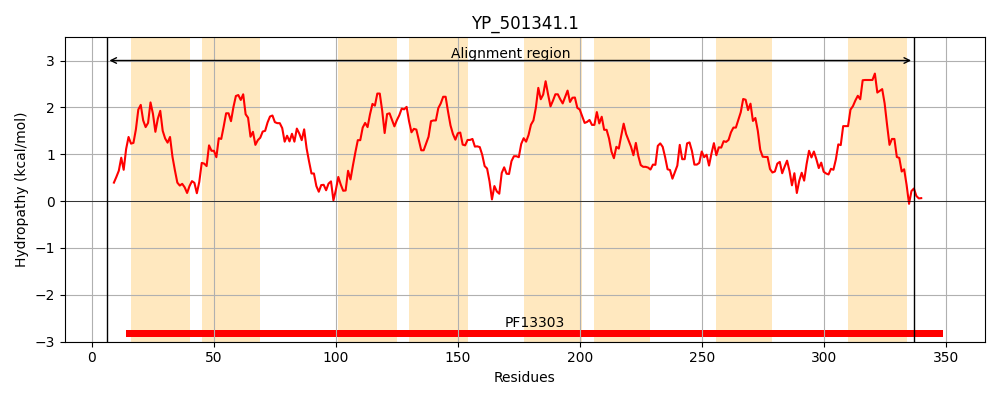 YP_501341.1
Alignment region
3
2
1
0
−1
−2
−3
Hydropathy (kcal/mol)
PF13303
0 50 100 150 200 250 300 350
Residues